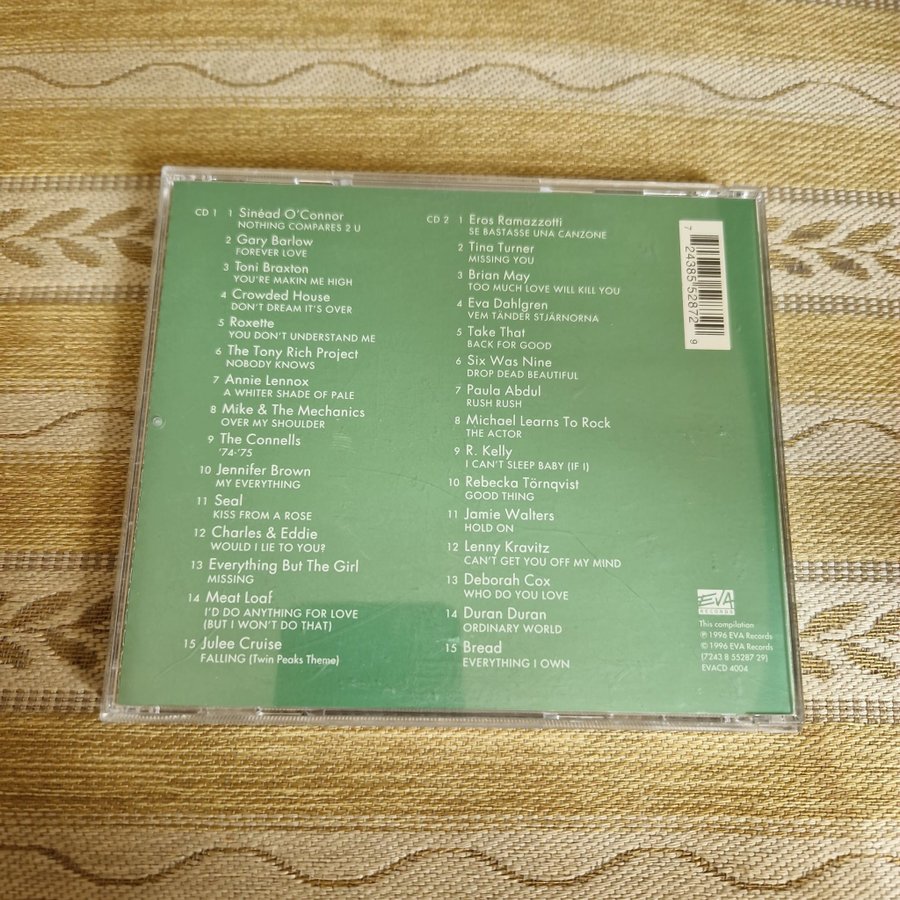 CD 1 1 Sinéad O'Connor
NOTHING COMPARES 2 U
2 Gary Barlow
FOREVER LOVE
3 Toni Braxton
YOU'RE MAKIN ME HIGH
4 Crowded House
DON'T DREAM IT'S OVER
5 Roxette
YOU DON'T UNDERSTAND ME
6 The Tony Rich Project
NOBODY KNOWS
7 Annie Lennox
A WHITER SHADE OF PALE
8 Mike & The Mechanics
OVER MY SHOULDER
9 The Connells
'74-'75
10 Jennifer Brown
MY EVERYTHING
11 Seal
KISS FROM A ROSE
12 Charles & Eddie
WOULD I LIE TO YOU?
13 Everything But The Girl
MISSING
14 Meat Loaf
I'D DO ANYTHING FOR LOVE
(BUT I WON'T DO THAT)
15 Julee Cruise
FALLING (Twin Peaks Theme)
CD 2 1 Eros Ramazzotti
SE BASTASSE UNA CANZONE
2 Tina Turner
MISSING YOU
3 Brian May
TOO MUCH LOVE WILL KILL YOU
4 Eva Dahlgren
VEM TÄNDER STJÄRNORNA
5 Take That
BACK FOR GOOD
6 Six Was Nine
DROP DEAD BEAUTIFUL
7 Paula Abdul
RUSH RUSH
8 Michael Learns To Rock
THE ACTOR
9 R. Kelly
I CAN'T SLEEP BABY (IF I)
10 Rebecka Törnqvist
GOOD THING
11 Jamie Walters
HOLD ON
12 Lenny Kravitz
CAN'T GET YOU OFF MY MIND
13 Deborah Cox
WHO DO YOU LOVE
14 Duran Duran
ORDINARY WORLD
15 Bread
EVERYTHING I OWN
7 24385 52872 9
EVA
RECORDS
This compilation
℗ 1996 EVA Records
© 1996 EVA Records
(7243 8 55287 29)
EVACD 4004